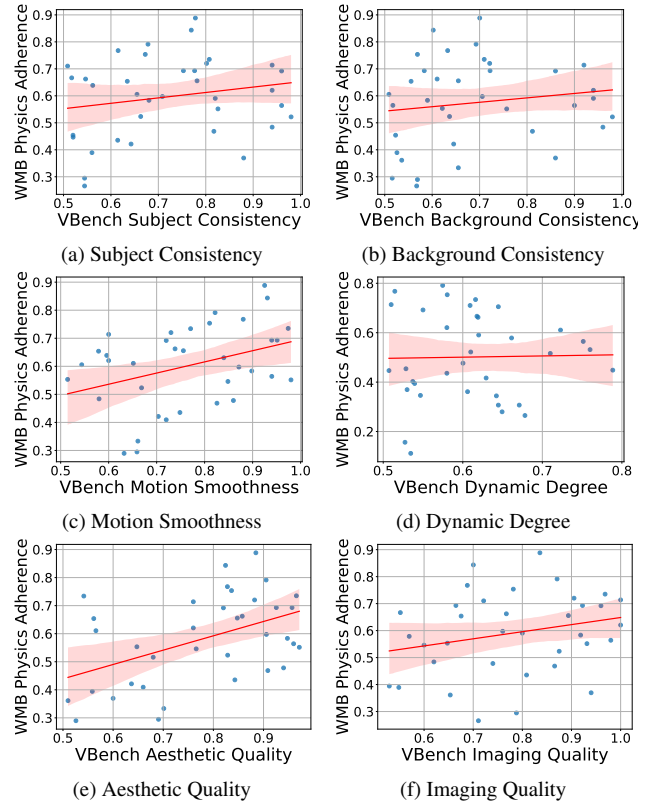 0.9
0.8
0.7
0.6
0.5
0.4
0.3
WMB Physics Adherence
0.5 0.6 0.7 0.8 0.9 1.0
VBench Subject Consistency
(a) Subject Consistency
0.9
0.8
0.7
0.6
0.5
0.4
0.3
WMB Physics Adherence
0.5 0.6 0.7 0.8 0.9 1.0
VBench Background Consistency
(b) Background Consistency
0.9
0.8
0.7
0.6
0.5
0.4
0.3
WMB Physics Adherence
0.5 0.6 0.7 0.8 0.9 1.0
VBench Motion Smoothness
(c) Motion Smoothness
0.8
0.6
0.4
0.2
WMB Physics Adherence
0.5 0.6 0.7 0.8
VBench Dynamic Degree
(d) Dynamic Degree
0.9
0.8
0.7
0.6
0.5
0.4
0.3
WMB Physics Adherence
0.5 0.6 0.7 0.8 0.9
VBench Aesthetic Quality
(e) Aesthetic Quality
0.9
0.8
0.7
0.6
0.5
0.4
0.3
WMB Physics Adherence
0.6 0.7 0.8 0.9 1.0
VBench Imaging Quality
(f) Imaging Quality